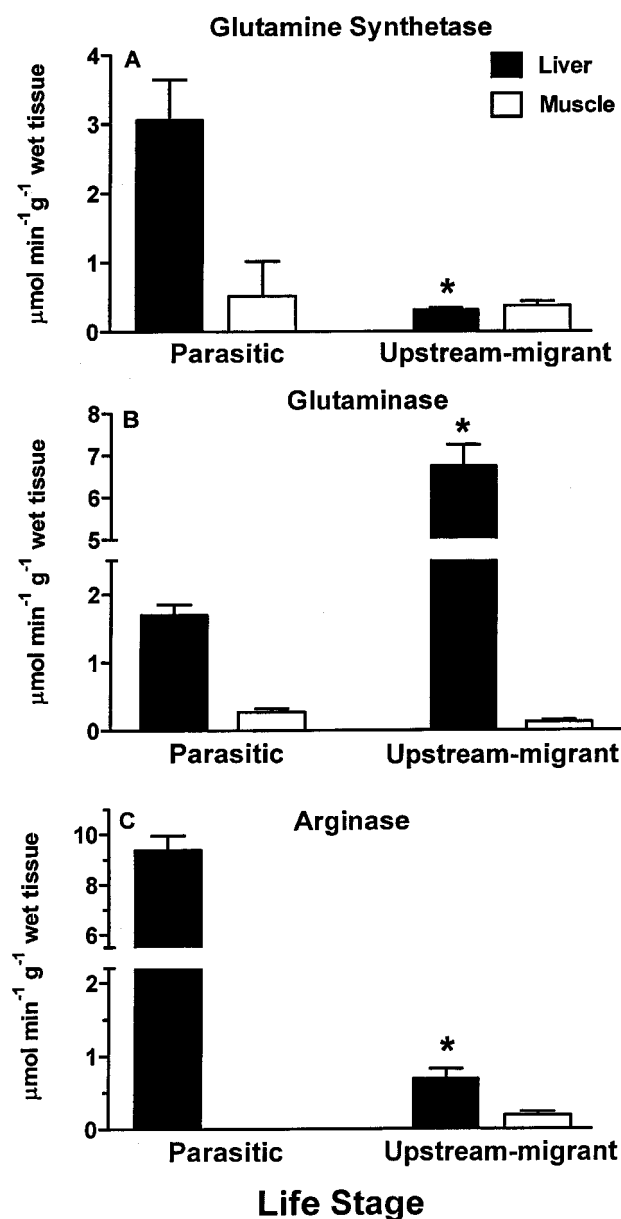 Glutamine Synthetase
A
Liver
Muscle
4
3
2
1
0
μmol min⁻¹ g⁻¹ wet tissue
*
Parasitic
Upstream-migrant
Glutaminase
B
8
7
6
5
2
1
0
μmol min⁻¹ g⁻¹ wet tissue
*
Parasitic
Upstream-migrant
Arginase
C
10
8
6
2
1
0
μmol min⁻¹ g⁻¹ wet tissue
*
Parasitic
Upstream-migrant
Life Stage